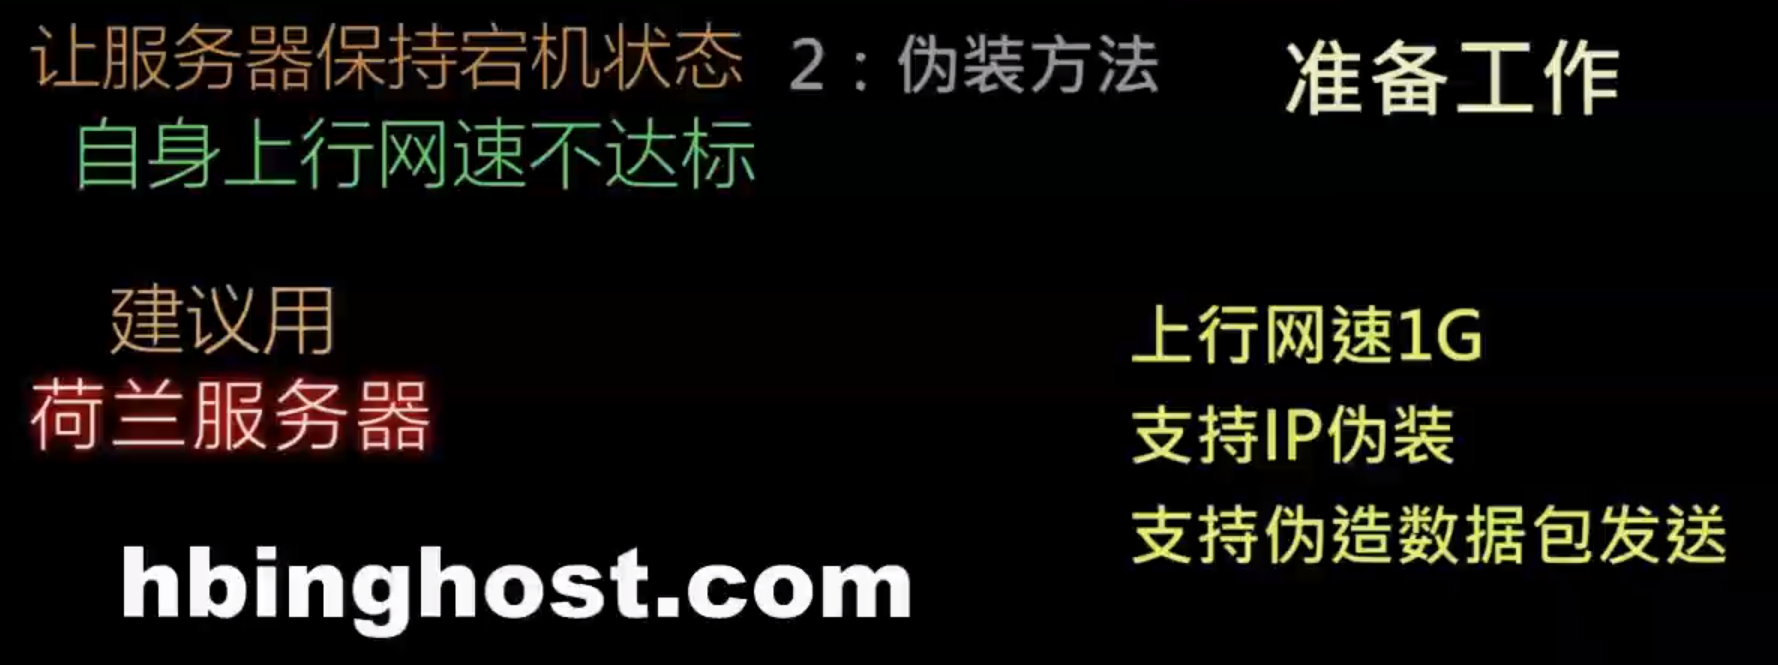 让服务器保持宕机状态
2：伪装方法
准备工作
自身上行网速不达标
建议用
荷兰服务器
上行网速1G
支持IP伪装
支持伪造数据包发送
hbinghost.com